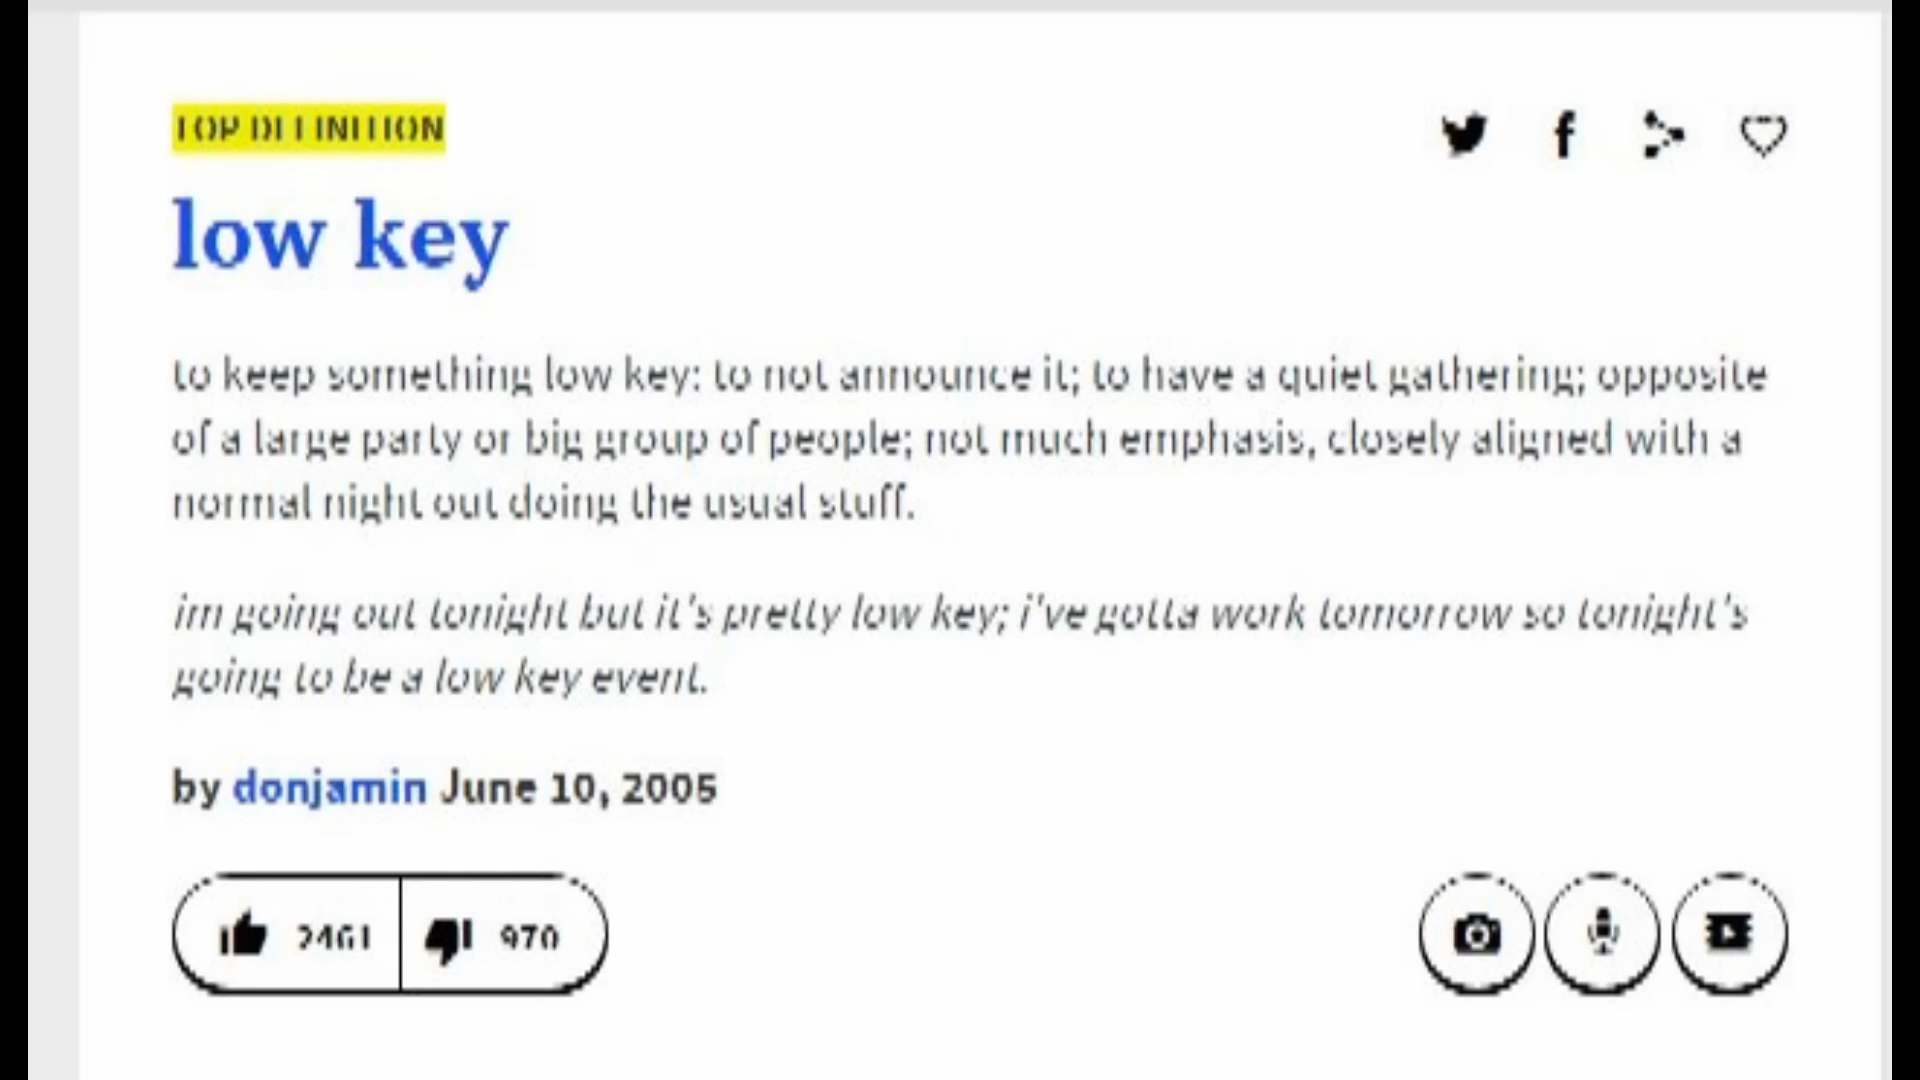 TOP DEFINITION
low key
to keep something low key: to not announce it; to have a quiet gathering; opposite
of a large party or big group of people; not much emphasis, closely aligned with a
normal night out doing the usual stuff.
im going out tonight but it's pretty low key; i've gotta work tomorrow so tonight's
going to be a low key event.
by donjamin June 10, 2005
2461 970